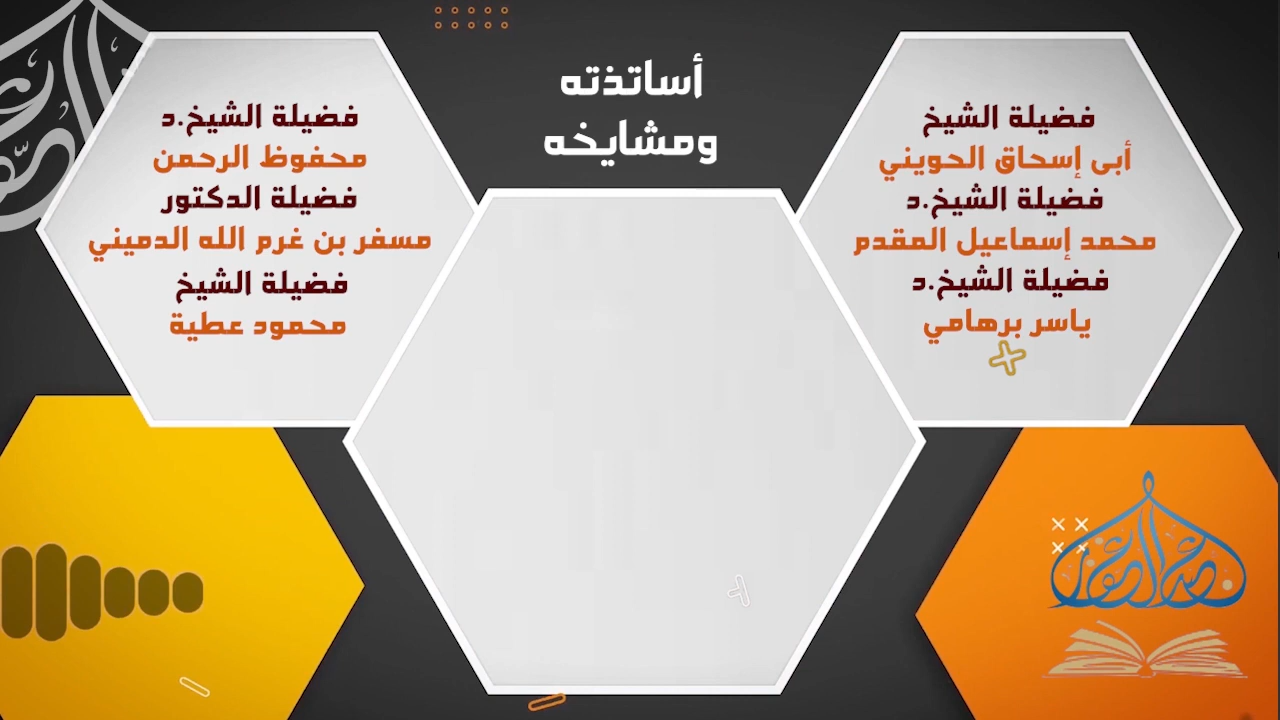 أساتذته
ومشايخه
فضيلة الشيخ
أبى إسحاق الحويني
فضيلة الشيخ.د
محمد إسماعيل المقدم
فضيلة الشيخ.د
ياسر برهامي
فضيلة الشيخ.د
محفوظ الرحمن
فضيلة الدكتور
مسفر بن غرم الله الدميني
فضيلة الشيخ
محمود عطية